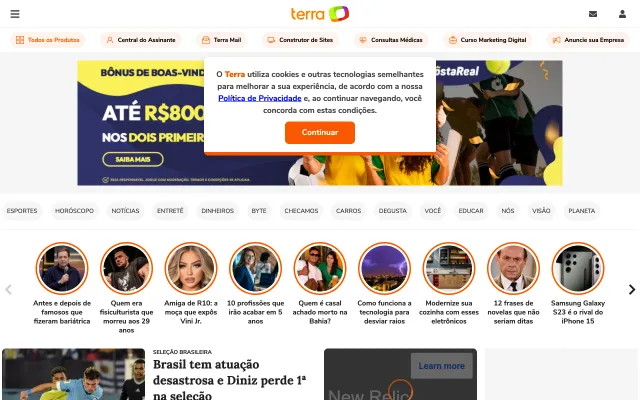 terra
Todos os Produtos
Central do Assinante
Terra Mail
Construtor de Sites
Consultas Médicas
Curso Marketing Digital
Anuncie sua Empresa
BÔNUS DE BOAS-VIND
ATÉ R$800
NOS DOIS PRIMEIR
SAIBA MAIS
ostaReal
O Terra utiliza cookies e outras tecnologias semelhantes
para melhorar a sua experiência, de acordo com a nossa
Política de Privacidade e, ao continuar navegando, você
concorda com estas condições.
Continuar
ESPORTES
HORÓSCOPO
NOTÍCIAS
ENTRETÊ
DINHEIROS
BYTE
CHECAMOS
CARROS
DEGUSTA
VOCÊ
EDUCAR
NÓS
VISÃO
PLANETA
Antes e depois de
famosos que
fizeram bariátrica
Quem era
fisiculturista que
morreu aos 29
anos
Amiga de R10: a
moça que expôs
Vini Jr.
10 profissões que
irão acabar em 5
anos
Quem é casal
achado morto na
Bahia?
Como funciona a
tecnologia para
desviar raios
Modernize sua
cozinha com esses
eletrônicos
12 frases de
novelas que não
seriam ditas
Samsung Galaxy
S23 é o rival do
iPhone 15
SELEÇÃO BRASILEIRA
Brasil tem atuação
desastrosa e Diniz perde 1ª
na seleção
Learn more
New Relic